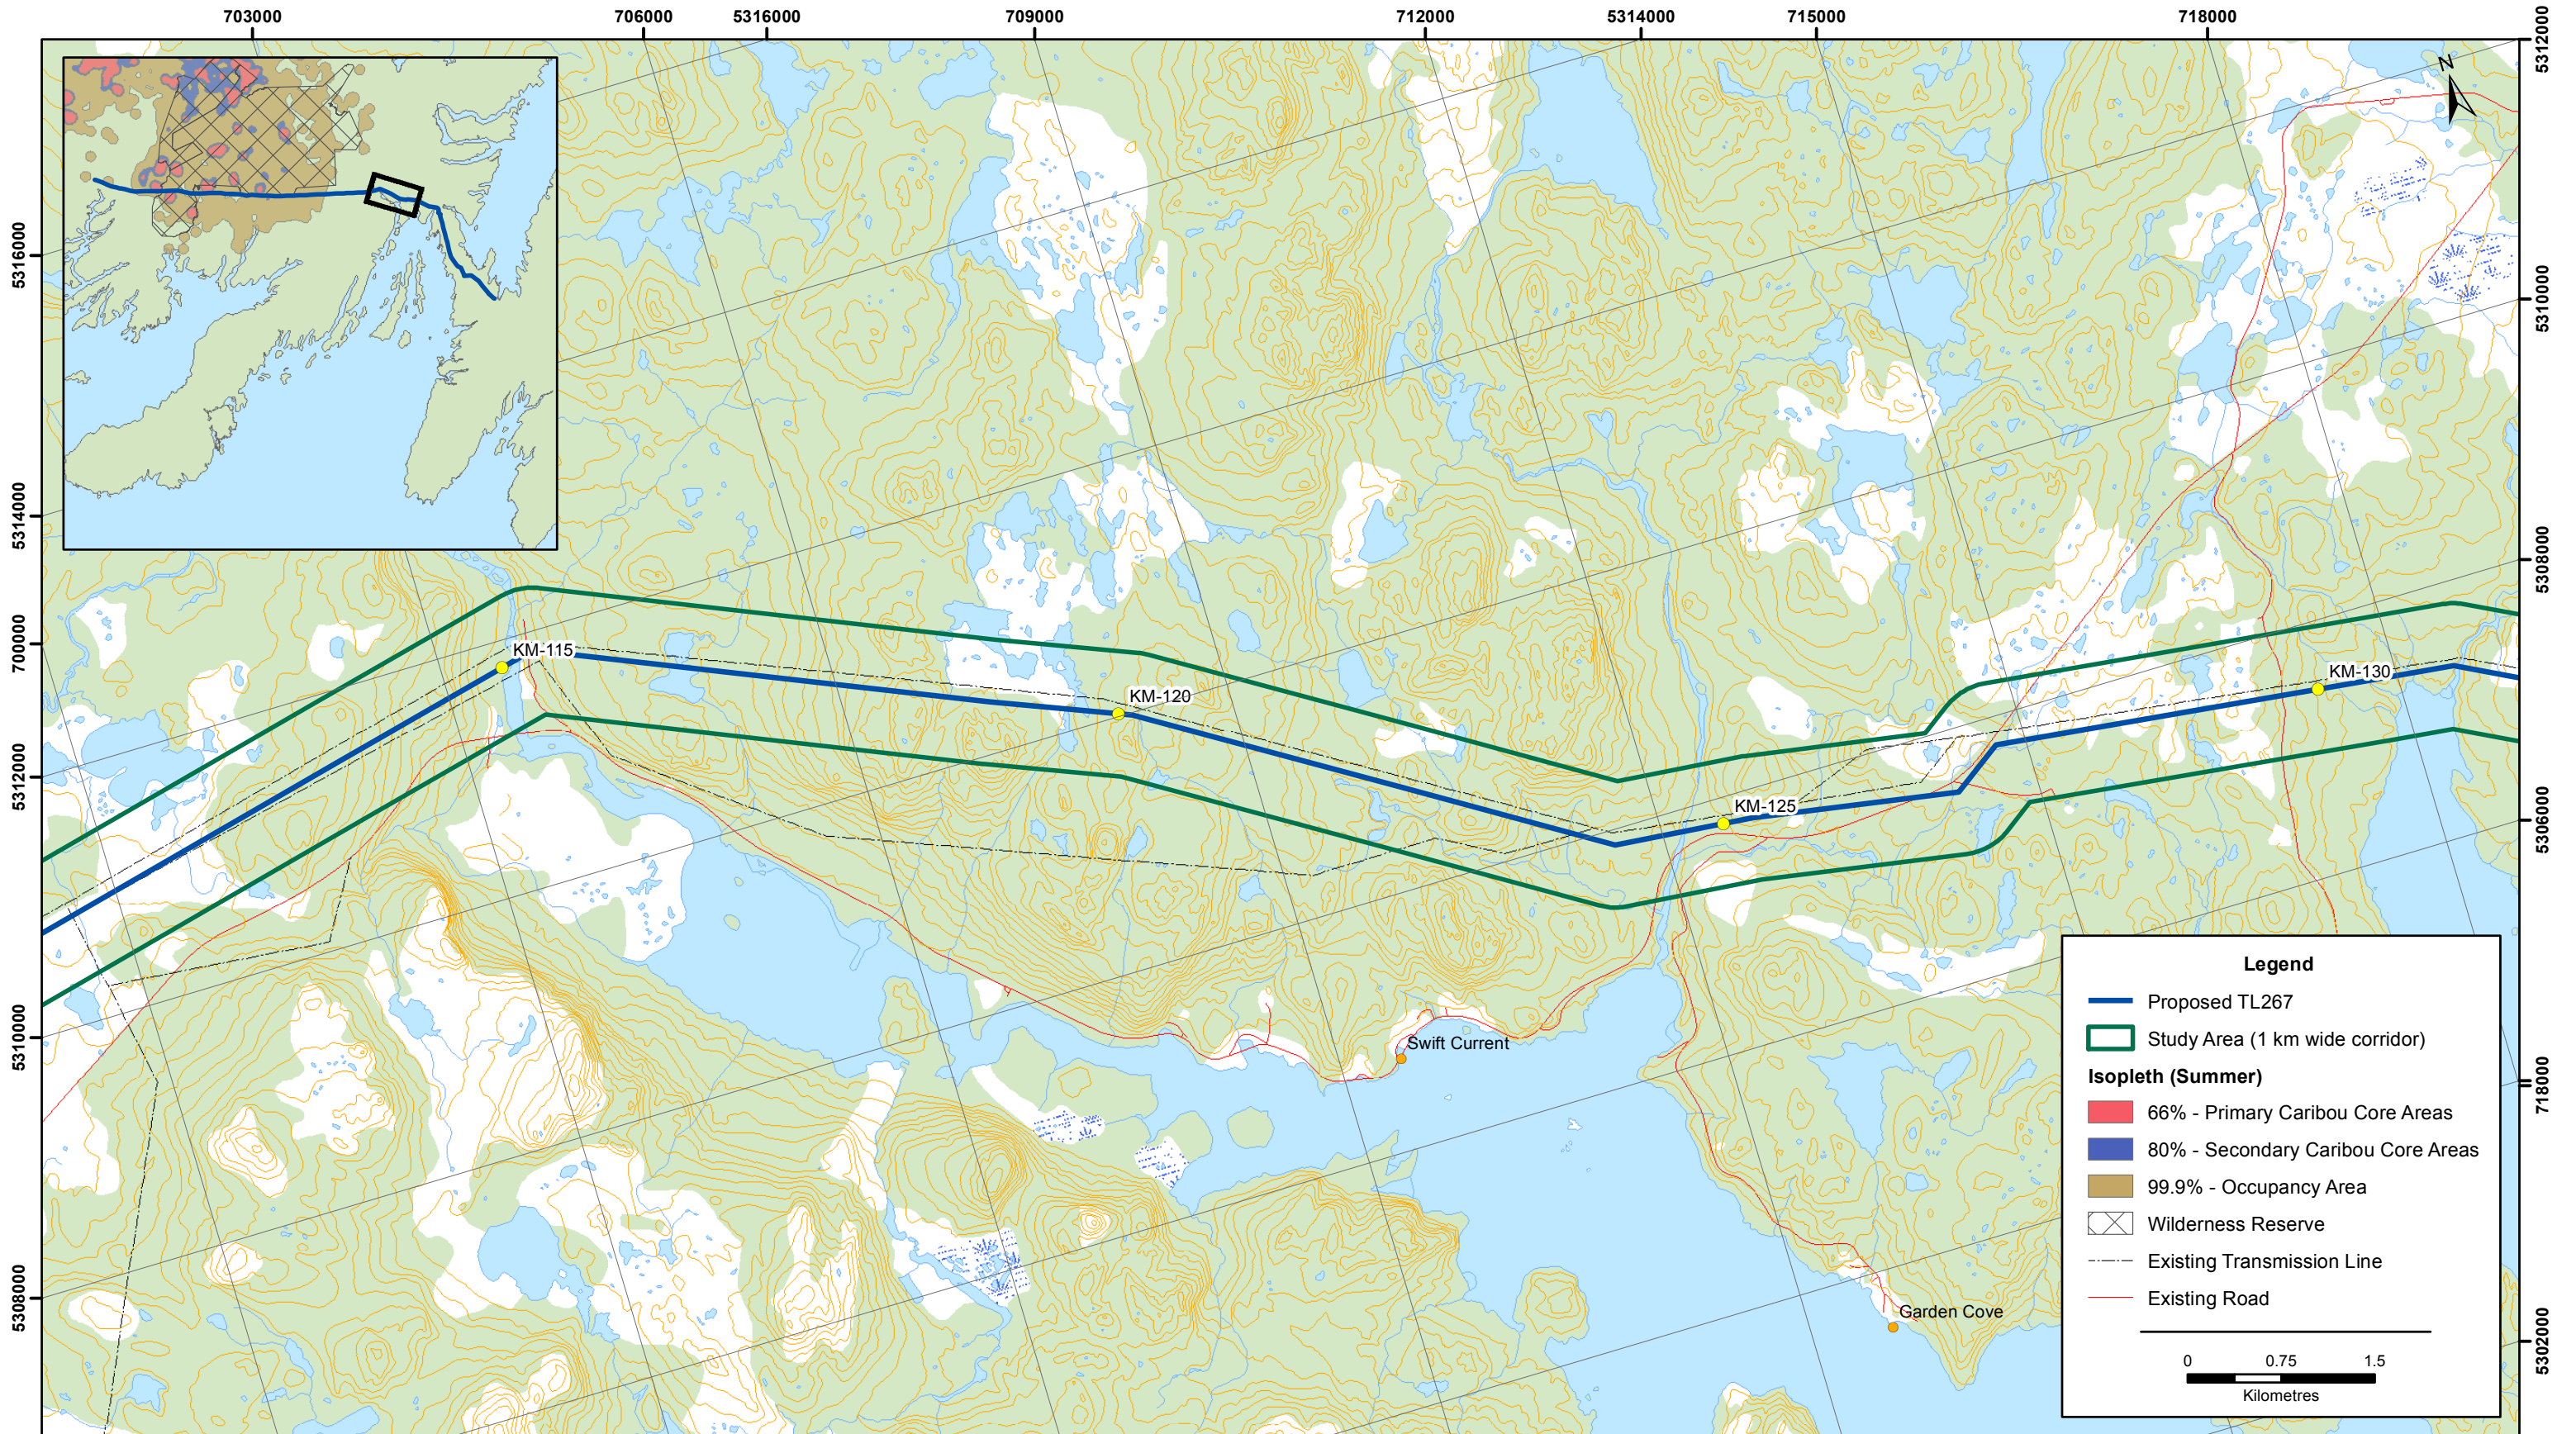 703000
706000
5316000
709000
712000
5314000
715000
718000
5312000
N
5316000
5310000
5314000
5308000
700000
KM-115
KM-120
KM-130
5312000
KM-125
5306000
5310000
Swift Current
718000
5308000
Garden Cove
5302000
Legend
Proposed TL267
Study Area (1 km wide corridor)
Isopleth (Summer)
66% - Primary Caribou Core Areas
80% - Secondary Caribou Core Areas
99.9% - Occupancy Area
Wilderness Reserve
Existing Transmission Line
Existing Road
0 0.75 1.5
Kilometres